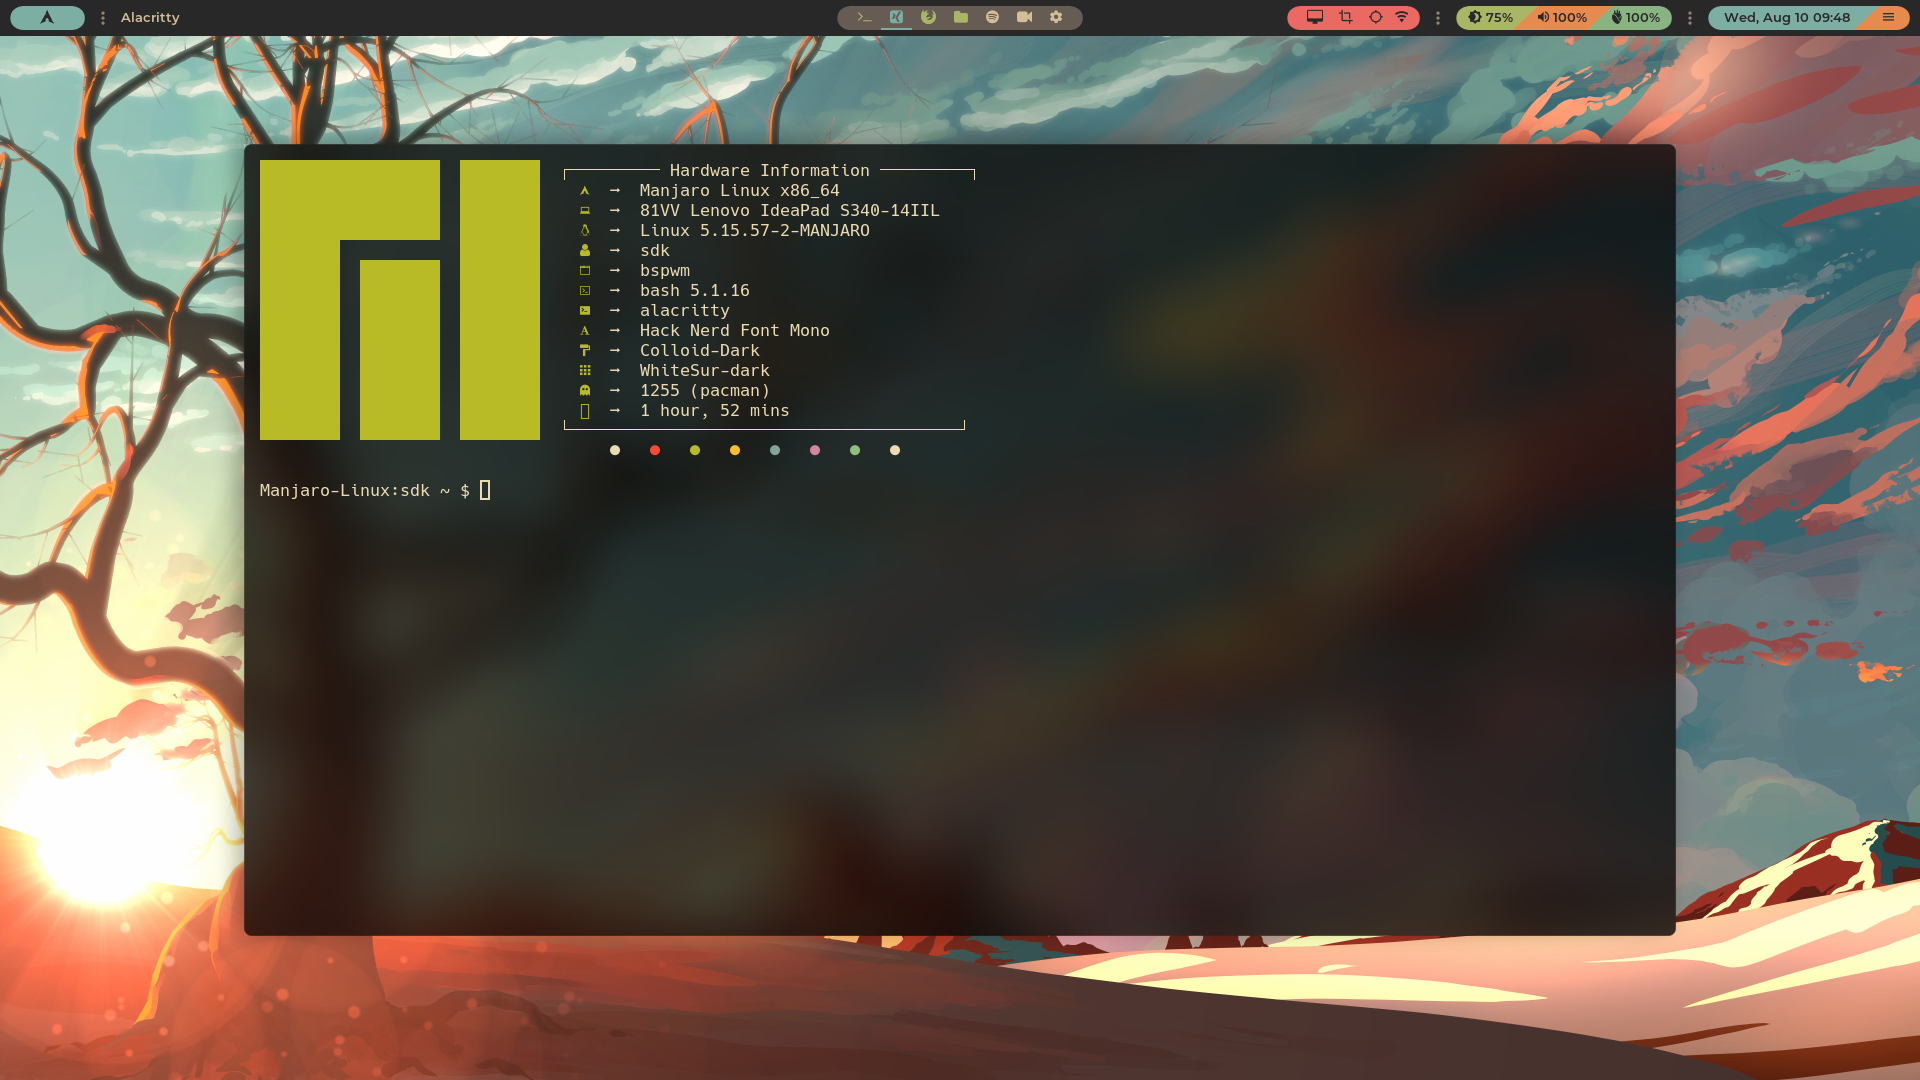 Alacritty
75%
100%
100%
Wed, Aug 10 09:48
Hardware Information
→ Manjaro Linux x86_64
→ 81VV Lenovo IdeaPad S340-14IIL
→ Linux 5.15.57-2-MANJARO
→ sdk
→ bspwm
→ bash 5.1.16
→ alacritty
→ Hack Nerd Font Mono
→ Colloid-Dark
→ WhiteSur-dark
→ 1255 (pacman)
→ 1 hour, 52 mins
Manjaro-Linux:sdk ~ $